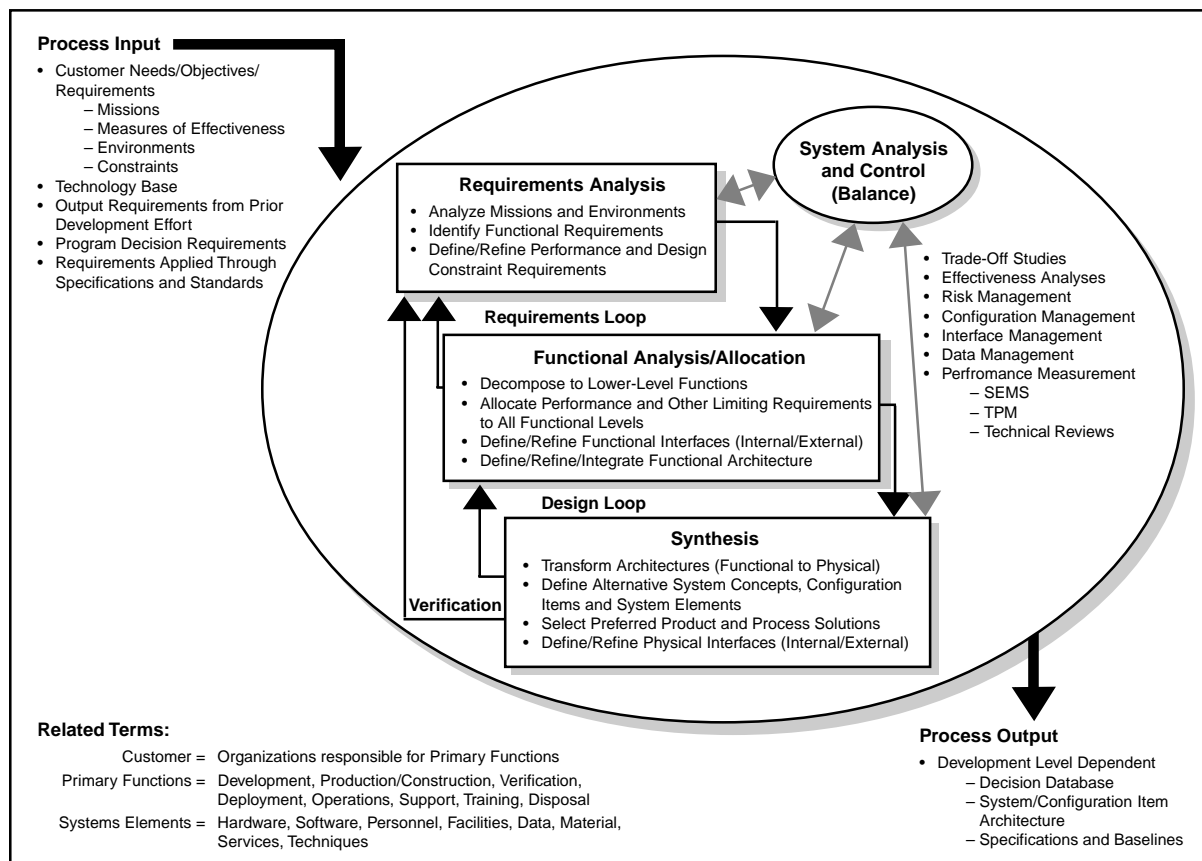 Process Input
• Customer Needs/Objectives/
Requirements
– Missions
– Measures of Effectiveness
– Environments
– Constraints
• Technology Base
• Output Requirements from Prior
Development Effort
• Program Decision Requirements
• Requirements Applied Through
Specifications and Standards
System Analysis
and Control
(Balance)
Requirements Analysis
• Analyze Missions and Environments
• Identify Functional Requirements
• Define/Refine Performance and Design
Constraint Requirements
• Trade-Off Studies
• Effectiveness Analyses
• Risk Management
• Configuration Management
• Interface Management
• Data Management
• Perfromance Measurement
– SEMS
– TPM
– Technical Reviews
Requirements Loop
Functional Analysis/Allocation
• Decompose to Lower-Level Functions
• Allocate Performance and Other Limiting Requirements
to All Functional Levels
• Define/Refine Functional Interfaces (Internal/External)
• Define/Refine/Integrate Functional Architecture
Design Loop
Synthesis
• Transform Architectures (Functional to Physical)
• Define Alternative System Concepts, Configuration
Items and System Elements
• Select Preferred Product and Process Solutions
• Define/Refine Physical Interfaces (Internal/External)
Verification
Related Terms:
Customer = Organizations responsible for Primary Functions
Primary Functions = Development, Production/Construction, Verification,
Deployment, Operations, Support, Training, Disposal
Systems Elements = Hardware, Software, Personnel, Facilities, Data, Material,
Services, Techniques
Process Output
• Development Level Dependent
– Decision Database
– System/Configuration Item
Architecture
– Specifications and Baselines